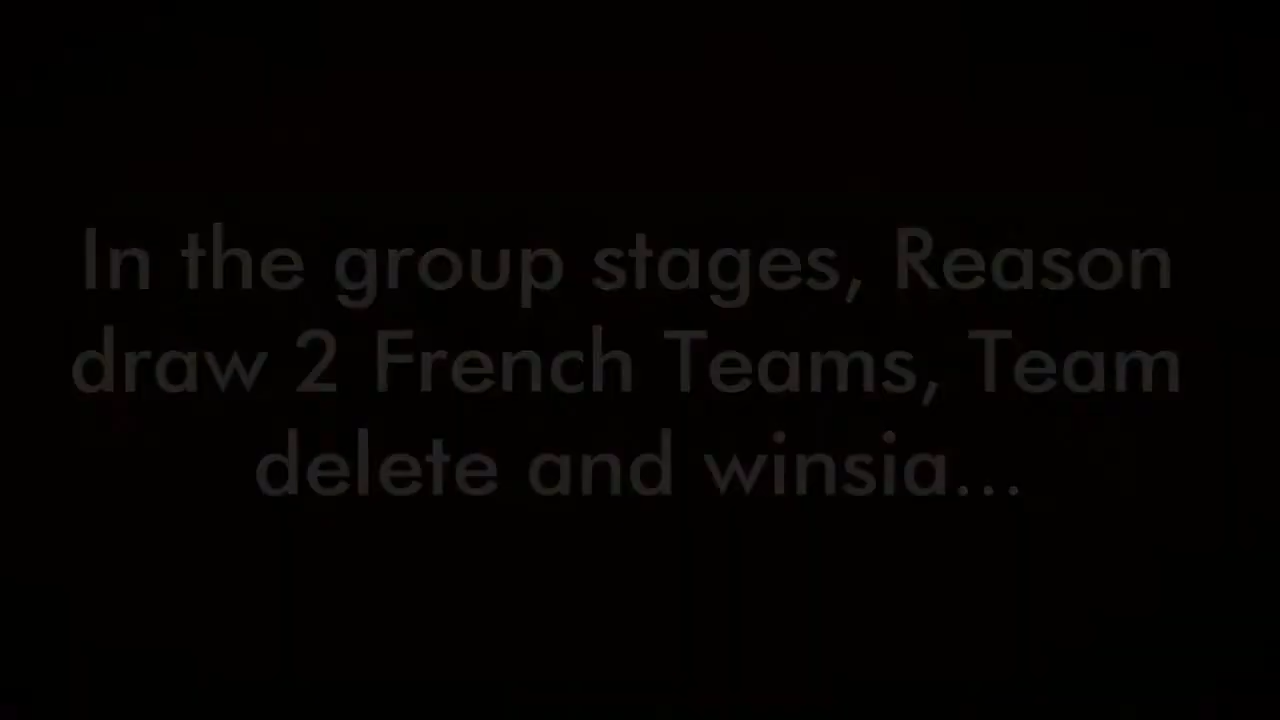 In the group stages, Reason
draw 2 French Teams, Team
delete and winsia...